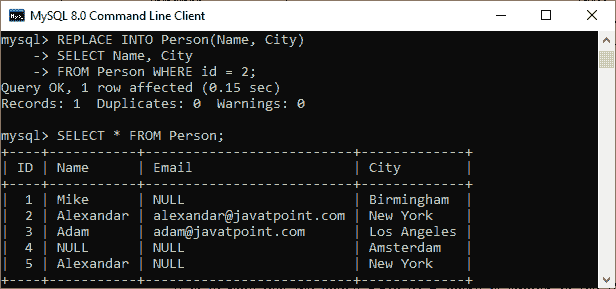 MySQL 8.0 Command Line Client
mysql> REPLACE INTO Person(Name, City)
    -> SELECT Name, City
    -> FROM Person WHERE id = 2;
Query OK, 1 row affected (0.15 sec)
Records: 1  Duplicates: 0  Warnings: 0

mysql> SELECT * FROM Person;
+----+-----------+--------------------------+-------------+
| ID | Name      | Email                    | City        |
+----+-----------+--------------------------+-------------+
|  1 | Mike      | NULL                     | Birmingham  |
|  2 | Alexandar | alexandar@javatpoint.com | New York    |
|  3 | Adam      | adam@javatpoint.com      | Los Angeles |
|  4 | NULL      | NULL                     | Amsterdam   |
|  5 | Alexandar | NULL                     | New York    |